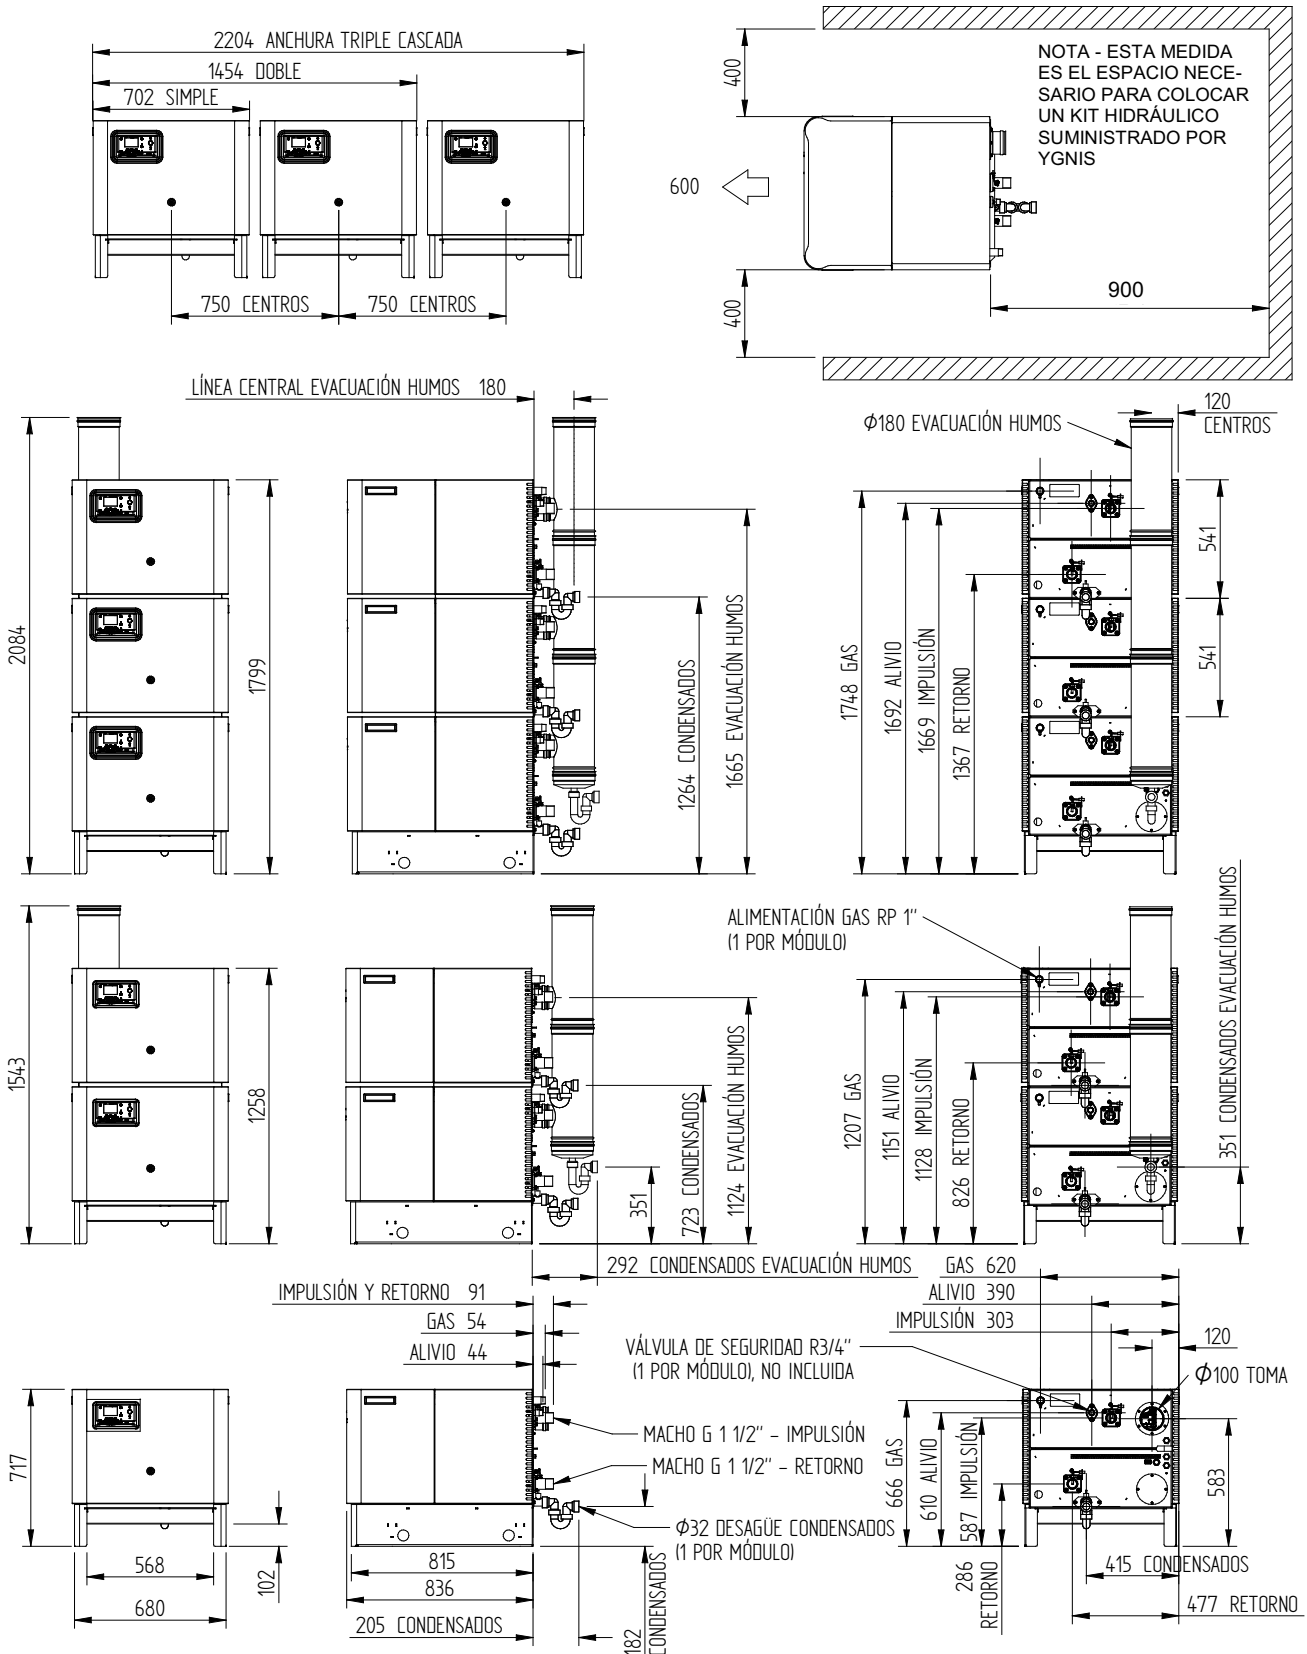 2204 ANCHURA TRIPLE CASCADA
1454 DOBLE
702 SIMPLE
750 CENTROS
750 CENTROS
400
600
400
900
NOTA - ESTA MEDIDA
ES EL ESPACIO NECE-
SARIO PARA COLOCAR
UN KIT HIDRÁULICO
SUMINISTRADO POR
YGNIS
LÍNEA CENTRAL EVACUACIÓN HUMOS 180
2084
1799
1264 CONDENSADOS
1665 EVACUACIÓN HUMOS
Φ180 EVACUACIÓN HUMOS
120
CENTROS
1748 GAS
1692 ALIVIO
1669 IMPULSIÓN
1367 RETORNO
541
541
1543
1258
351
723 CONDENSADOS
1124 EVACUACIÓN HUMOS
292 CONDENSADOS EVACUACIÓN HUMOS
ALIMENTACIÓN GAS RP 1''
(1 POR MÓDULO)
1207 GAS
1151 ALIVIO
1128 IMPULSIÓN
826 RETORNO
351 CONDENSADOS EVACUACIÓN HUMOS
IMPULSIÓN Y RETORNO 91
GAS 54
ALIVIO 44
GAS 620
ALIVIO 390
IMPULSIÓN 303
120
VÁLVULA DE SEGURIDAD R3/4''
(1 POR MÓDULO), NO INCLUIDA
Φ100 TOMA
MACHO G 1 1/2'' - IMPULSIÓN
MACHO G 1 1/2'' - RETORNO
Φ32 DESAGÜE CONDENSADOS
(1 POR MÓDULO)
717
102
568
680
815
836
205 CONDENSADOS
182
CONDENSADOS
666 GAS
610 ALIVIO
587 IMPULSIÓN
286
RETORNO
583
415 CONDENSADOS
477 RETORNO